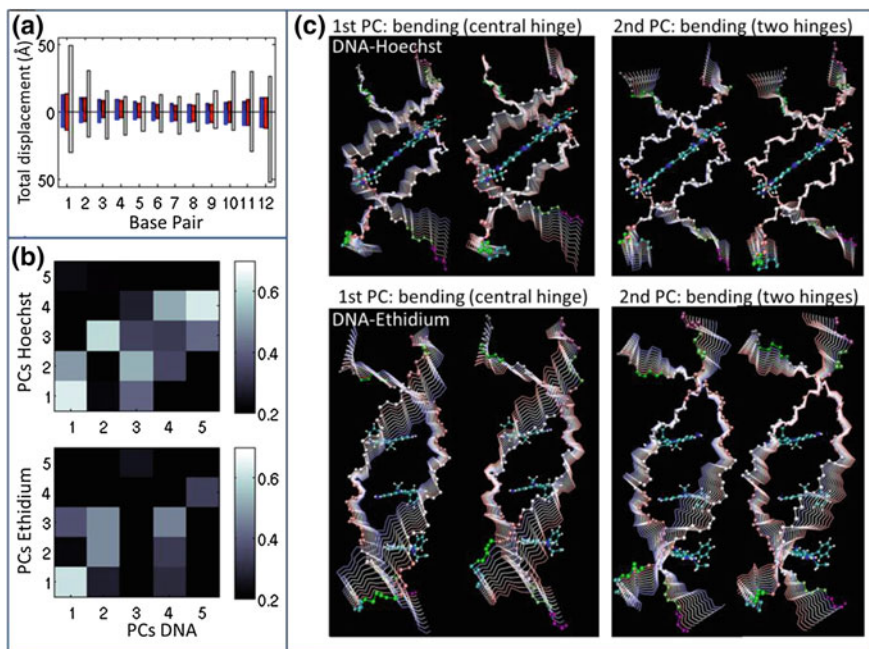 (a)
Total displacement (Å)
50
0
50
1 2 3 4 5 6 7 8 9 10 11 12
Base Pair
(b)
PCs Hoechst
5
4
3
2
1
1 2 3 4 5
0.6
0.4
0.2
PCs Ethidium
5
4
3
2
1
1 2 3 4 5
PCs DNA
0.6
0.4
0.2
(c)
1st PC: bending (central hinge)
DNA-Hoechst
2nd PC: bending (two hinges)
1st PC: bending (central hinge)
DNA-Ethidium
2nd PC: bending (two hinges)